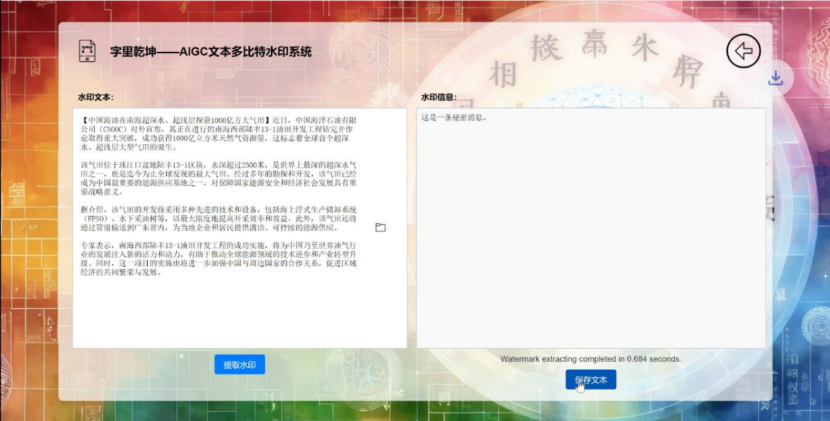 字里乾坤——AIGC文本多比特水印系统
水印文本:
【中国海油在南海超深水、超浅层探获1000亿方大气田】近日，中国海洋石油有限
公司（CNOOC）对外宣布，其正在进行的南海西部陆丰13-1油田开发工程钻完井作
业取得重大突破，成功获得1000亿立方米天然气资源量，这标志着全球首个超深
水、超浅层大型气田的诞生。
该气田位于珠江口盆地陆丰13-1区块，水深超过2500米，是世界上最深的超深水气
田之一，也是迄今为止全球发现的最大气田。经过多年的勘探和开发，该气田已经
成为中国最重要的能源供应基地之一，对保障国家能源安全和经济社会发展具有重
要战略意义。
据介绍，该气田的开发将采用多种先进的技术和设备，包括海上浮式生产储卸系统
（FPSO）、水下采油树等，以最大限度地提高开采效率和效益。此外，该气田还将
通过管道输送到广东省内，为当地企业和居民提供清洁、可持续的能源供应。
专家表示，南海西部陆丰13-1油田开发工程的成功实施，将为中国乃至世界油气行
业的发展注入新的活力和动力，有助于推动全球能源领域的技术进步和产业转型升
级。同时，这一项目的实施也将进一步加强中国与周边国家的合作关系，促进区域
经济的共同繁荣与发展。
提取水印
水印信息:
这是一条秘密消息。
Watermark extracting completed in 0.684 seconds.
保存文本